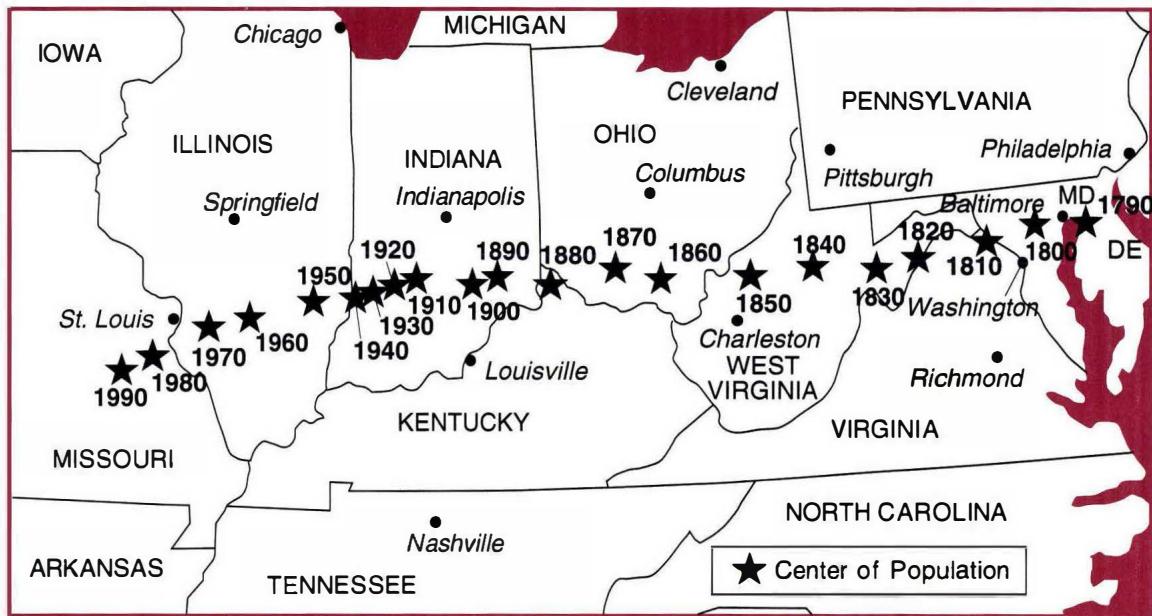 MICHIGAN
Chicago
IOWA
Cleveland
PENNSYLVANIA
OHIO
ILLINOIS
INDIANA
Philadelphia
Columbus
Pittsburgh
Indianapolis
Springfield
Baltimore
MD
1790
1820
1920
1890
1870
1840
1880
1860
1810
1800
DE
1950
1910
1900
1850
1830
Washington
St. Louis
1930
1960
1970
1940
Charleston
WEST
VIRGINIA
1980
1990
Louisville
Richmond
KENTUCKY
VIRGINIA
MISSOURI
NORTH CAROLINA
Nashville
ARKANSAS
TENNESSEE
Center of Population